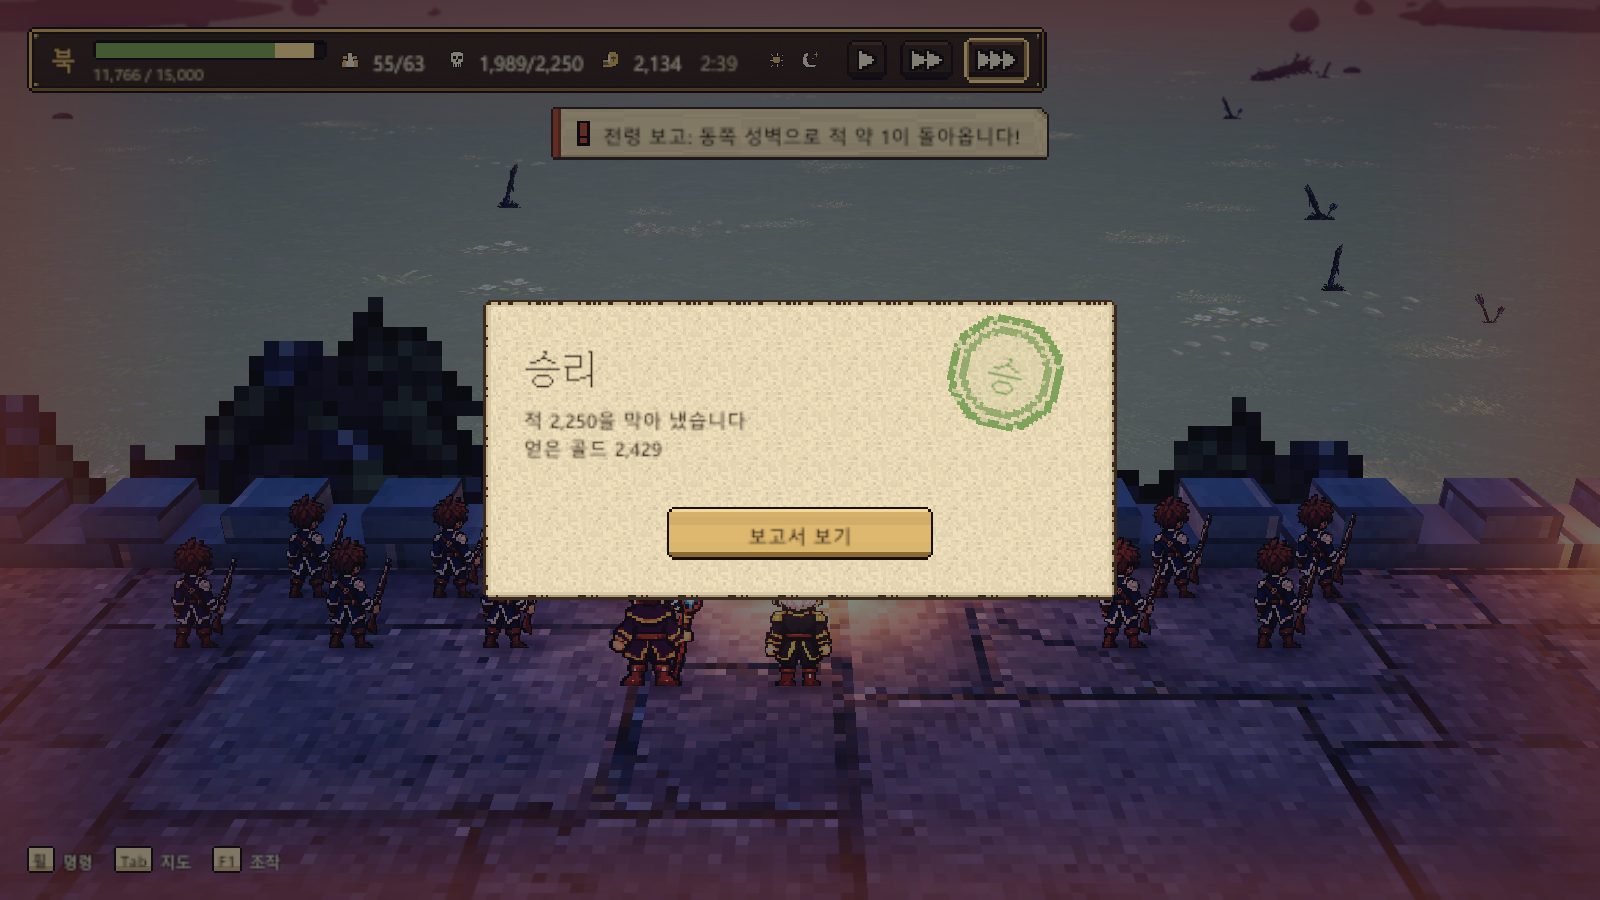 북
11,766 / 15,000
55/63
1,989/2,250
2,134
2:39
전령 보고: 동쪽 성벽으로 적 약 1이 돌아옵니다!
승리
승
적 2,250을 막아 냈습니다
얻은 골드 2,429
보고서 보기
휠 명령 Tab 지도 F1 조작